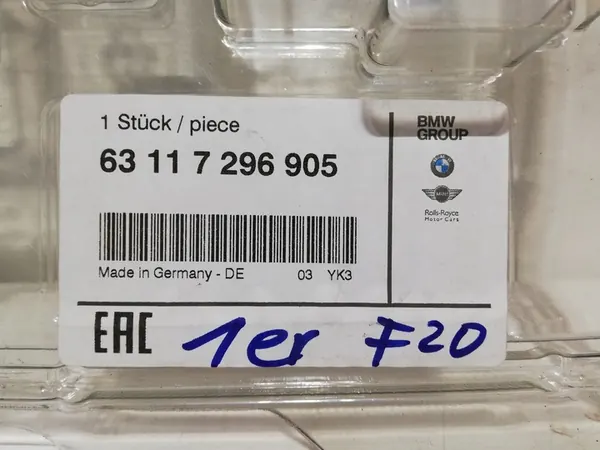 1 Stück / piece
63 11 7 296 905
Made in Germany - DE 03 YK3
BMW
GROUP
Rolls-Royce
Motor Cars
EAC 1er F20